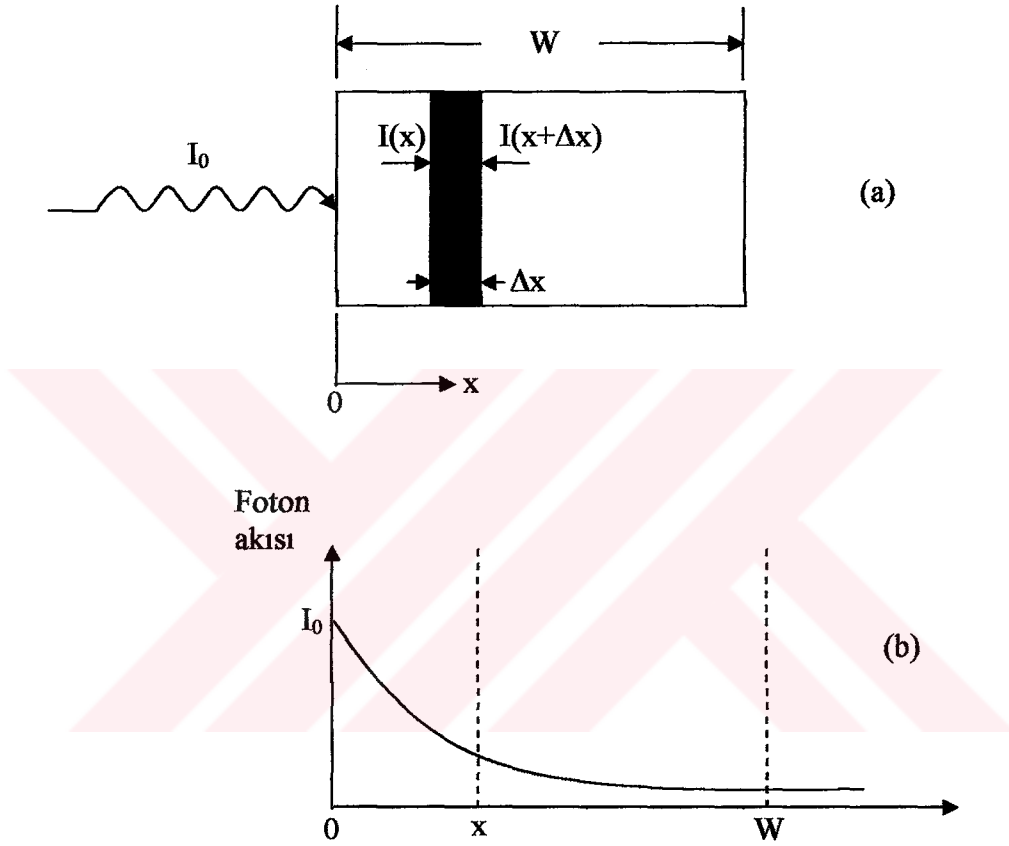 W
I(x) I(x+Δx)
I₀
(a)
Δx
x
0
Foton
akısı
I₀
(b)
0 x W